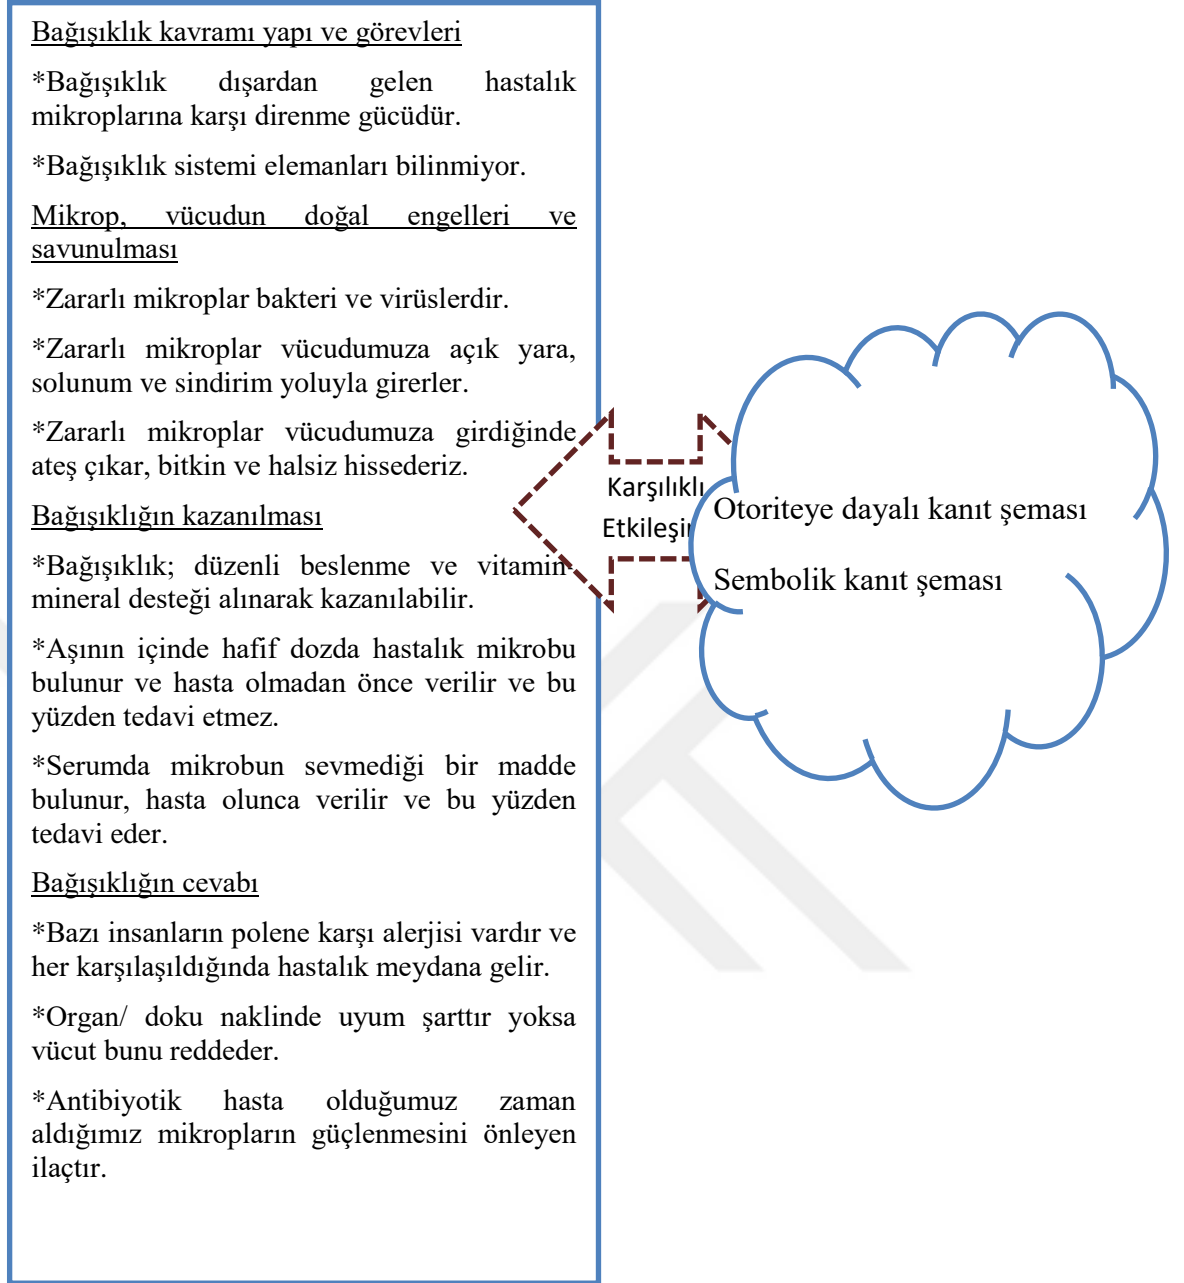 Bağışıklık kavramı yapı ve görevleri
*Bağışıklık dışardan gelen hastalık
mikroplarına karşı direnme gücüdür.
*Bağışıklık sistemi elemanları bilinmiyor.
Mikrop, vücudun doğal engelleri ve
savunulması
*Zararlı mikroplar bakteri ve virüslerdir.
*Zararlı mikroplar vücudumuza açık yara,
solunum ve sindirim yoluyla girerler.
*Zararlı mikroplar vücudumuza girdiğinde
ateş çıkar, bitkin ve halsiz hissederiz.
Bağışıklığın kazanılması
*Bağışıklık; düzenli beslenme ve vitamin-
mineral desteği alınarak kazanılabilir.
*Aşının içinde hafif dozda hastalık mikrobu
bulunur ve hasta olmadan önce verilir ve bu
yüzden tedavi etmez.
*Serumda mikrobun sevmediği bir madde
bulunur, hasta olunca verilir ve bu yüzden
tedavi eder.
Bağışıklığın cevabı
*Bazı insanların polene karşı alerjisi vardır ve
her karşılaşıldığında hastalık meydana gelir.
*Organ/ doku naklinde uyum şarttır yoksa
vücut bunu reddeder.
*Antibiyotik hasta olduğumuz zaman
aldığımız mikropların güçlenmesini önleyen
ilaçtır.
Karşılıklı
Otoriteye dayalı kanıt şeması
Sembolik kanıt şeması